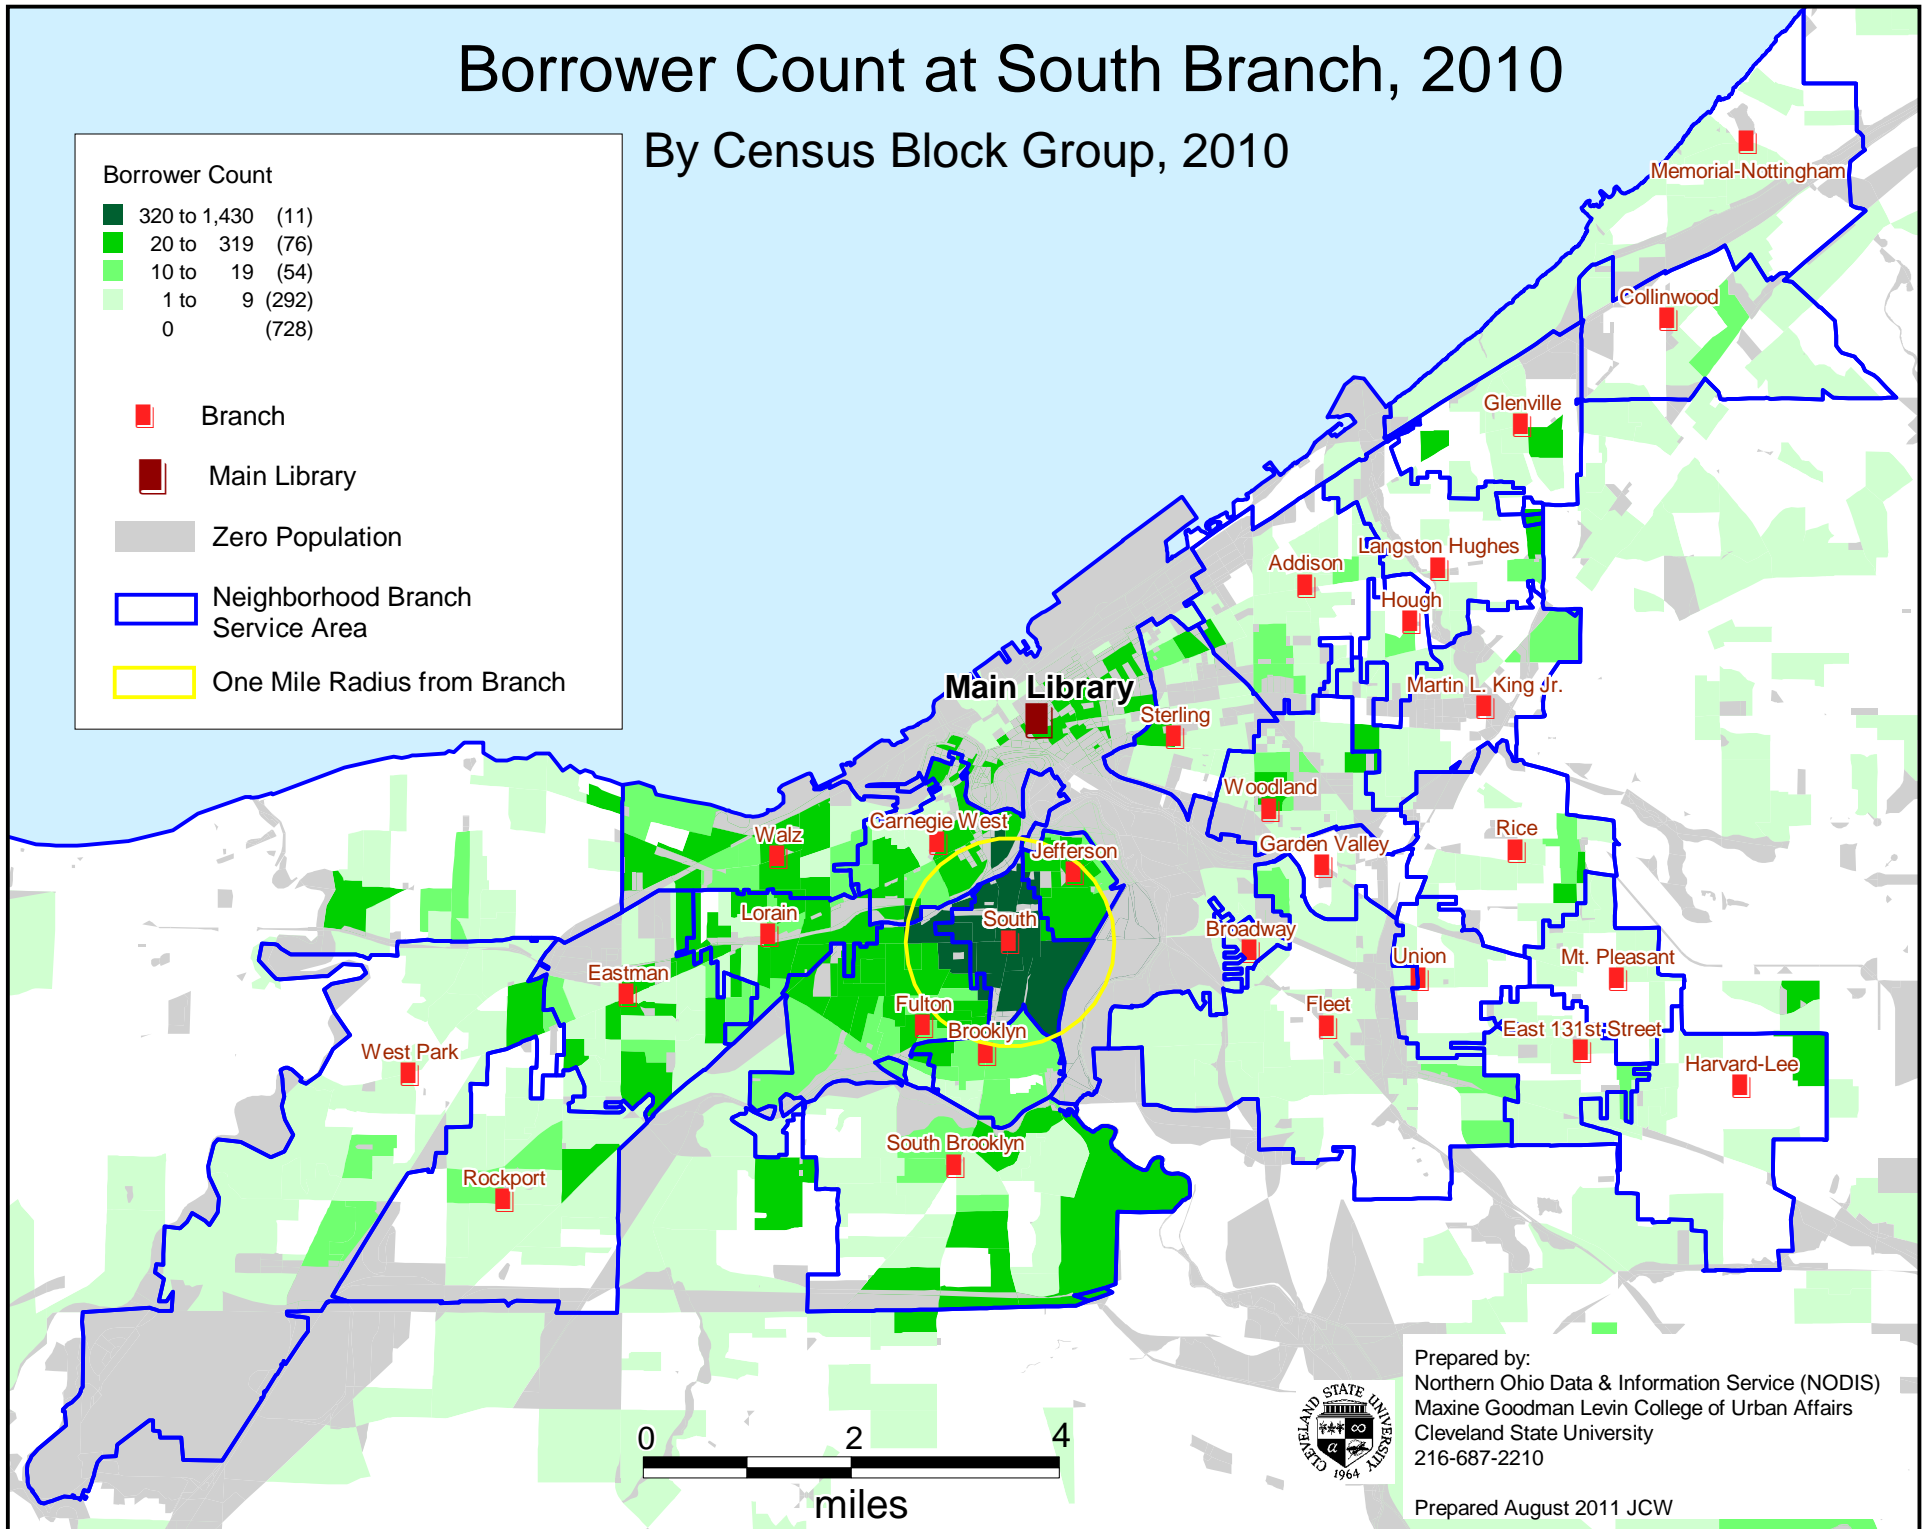 Borrower Count at South Branch, 2010
By Census Block Group, 2010
Borrower Count
320 to 1,430 (11)
20 to 319 (76)
10 to 19 (54)
1 to 9 (292)
0 (728)
Branch
Main Library
Zero Population
Neighborhood Branch
Service Area
One Mile Radius from Branch
Memorial-Nottingham
Collinwood
Glenville
Langston Hughes
Addison
Hough
Main Library
Martin L. King Jr.
Sterling
Woodland
Walz
Carnegie West
Jefferson
Garden Valley
Rice
Lorain
South
Broadway
Union
Mt. Pleasant
Eastman
Fulton
Fleet
Brooklyn
East 131st Street
West Park
Harvard-Lee
South Brooklyn
Rockport
0 2 4
miles
CLEVELAND STATE UNIVERSITY
α
∞
1964
Prepared by:
Northern Ohio Data & Information Service (NODIS)
Maxine Goodman Levin College of Urban Affairs
Cleveland State University
216-687-2210
Prepared August 2011 JCW